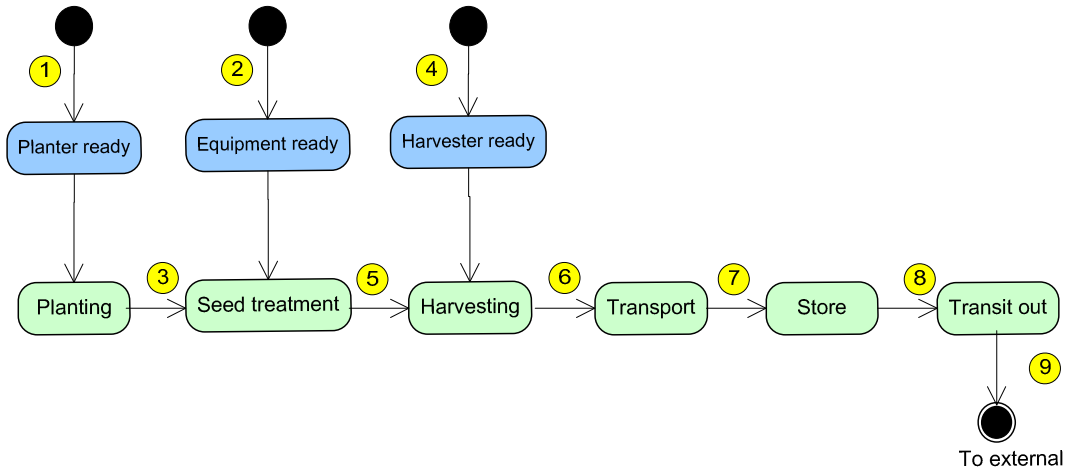 1
2
4
Planter ready
Equipment ready
Harvester ready
3
5
6
7
8
Planting
Seed treatment
Harvesting
Transport
Store
Transit out
9
To external